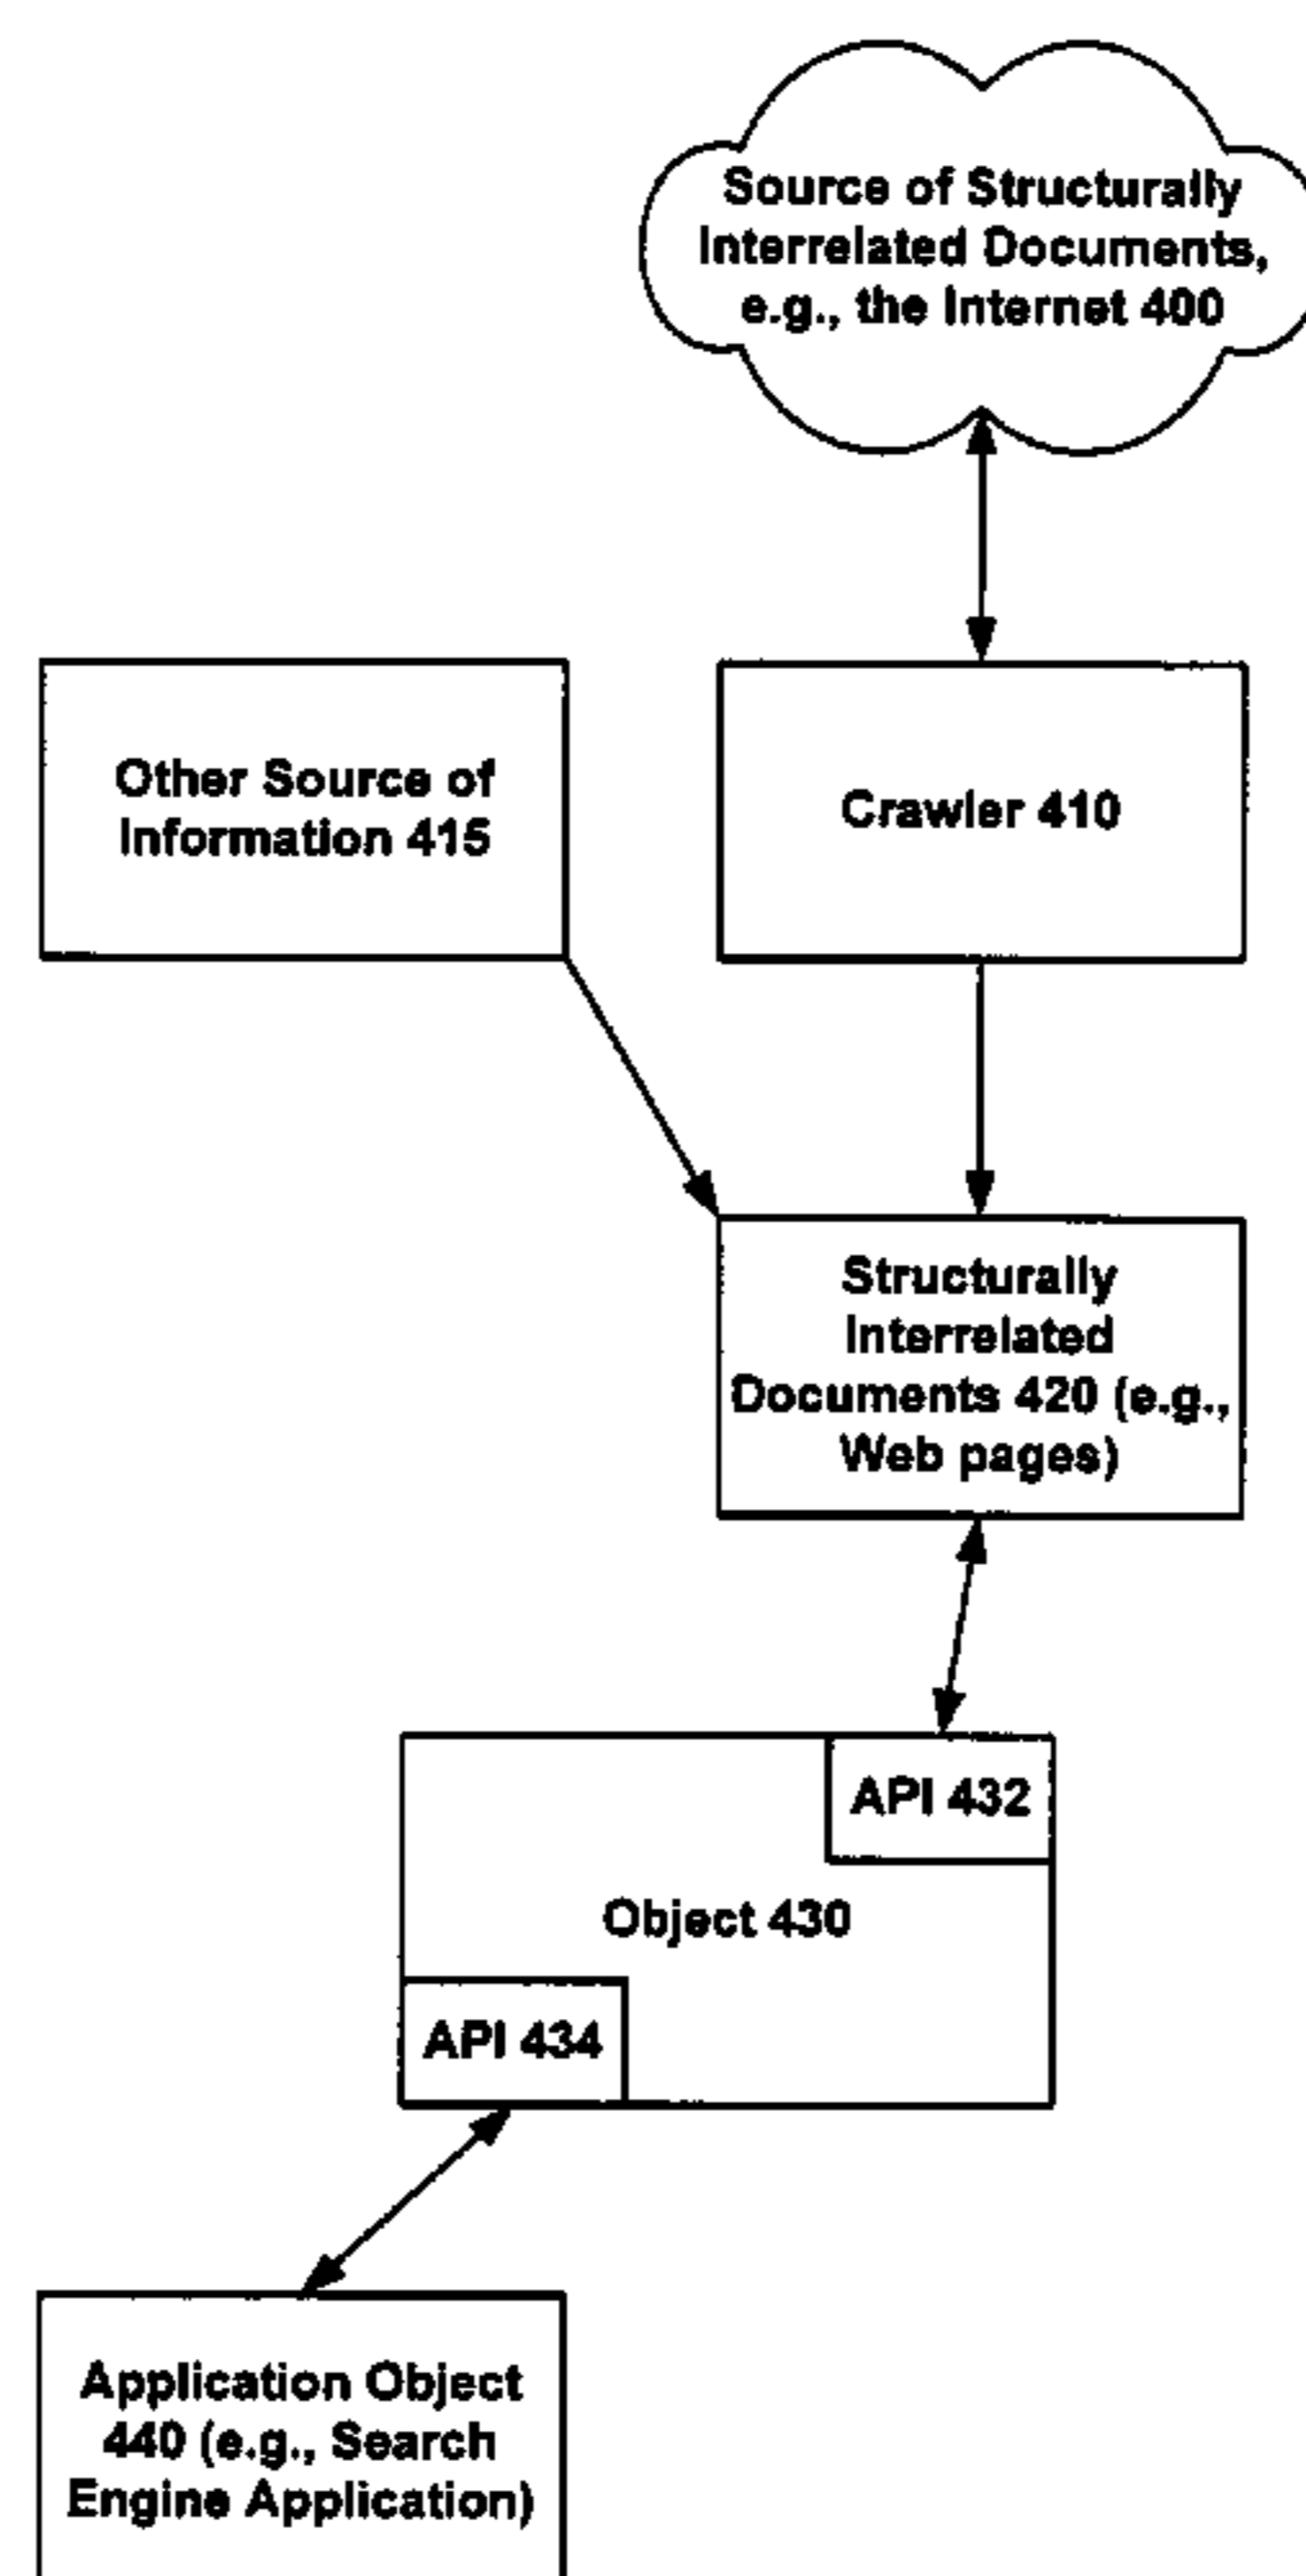 Source of Structurally
Interrelated Documents,
e.g., the Internet 400
Other Source of
Information 415
Crawler 410
Structurally
Interrelated
Documents 420 (e.g.,
Web pages)
API 432
Object 430
API 434
Application Object
440 (e.g., Search
Engine Application)